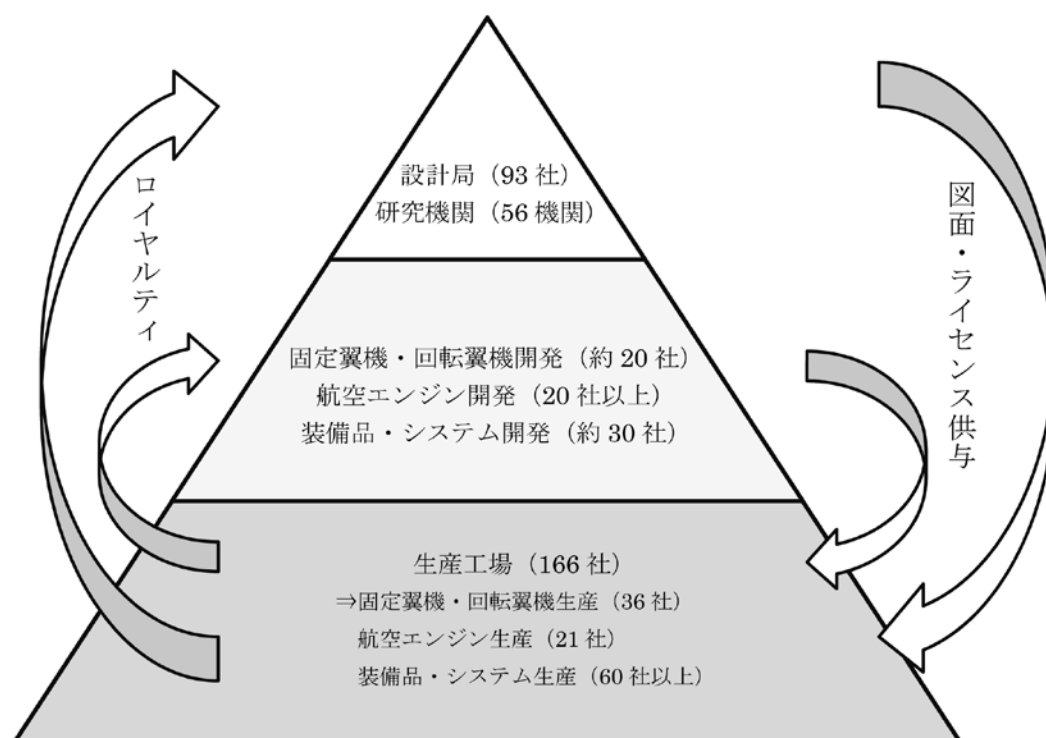 設計局（93 社）
研究機関（56 機関）
ロイヤルティ
図面・ライセンス供与
固定翼機・回転翼機開発（約 20 社）
航空エンジン開発（20 社以上）
装備品・システム開発（約 30 社）
生産工場（166 社）
⇒固定翼機・回転翼機生産（36 社）
航空エンジン生産（21 社）
装備品・システム生産（60 社以上）